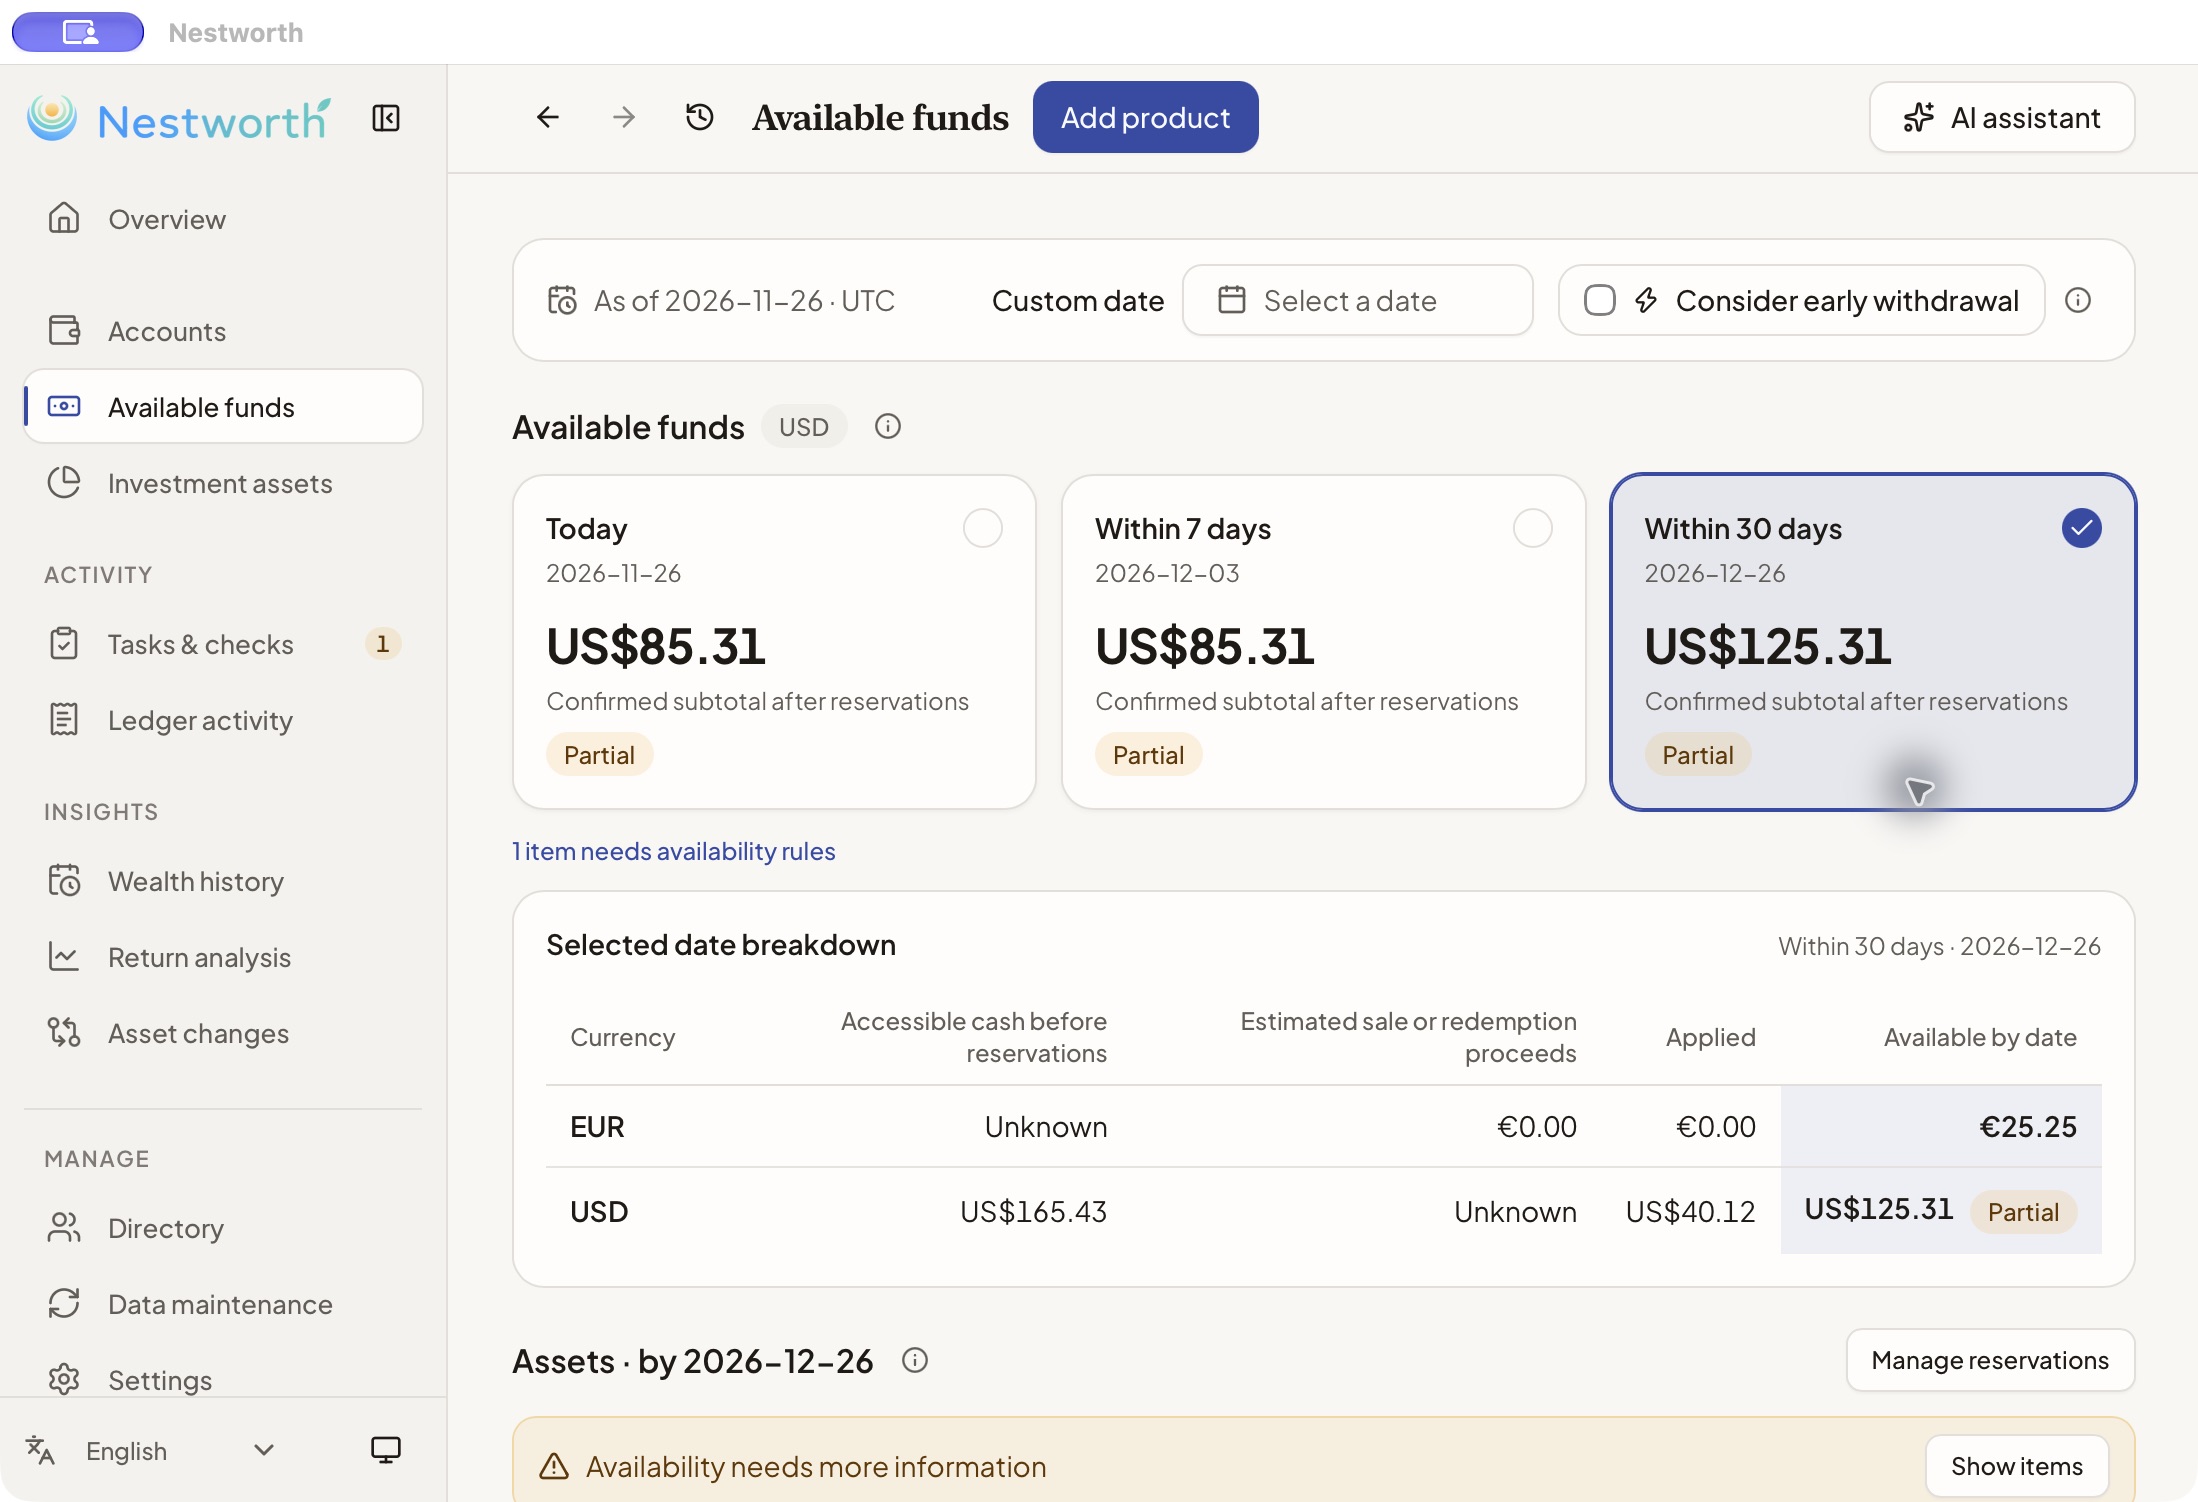 Nestworth
Nestworth
Available funds
Add product
AI assistant
Overview
Accounts
Available funds
Investment assets
ACTIVITY
Tasks & checks
1
Ledger activity
INSIGHTS
Wealth history
Return analysis
Asset changes
MANAGE
Directory
Data maintenance
Settings
English
As of 2026-11-26 · UTC
Custom date
Select a date
Consider early withdrawal
Available funds
USD
Today
2026-11-26
US$85.31
Confirmed subtotal after reservations
Partial
Within 7 days
2026-12-03
US$85.31
Confirmed subtotal after reservations
Partial
Within 30 days
2026-12-26
US$125.31
Confirmed subtotal after reservations
Partial
1 item needs availability rules
Selected date breakdown
Within 30 days · 2026-12-26
Currency
Accessible cash before
reservations
Estimated sale or redemption
proceeds
Applied
Available by date
EUR
Unknown
€0.00
€0.00
€25.25
USD
US$165.43
Unknown
US$40.12
US$125.31
Partial
Assets · by 2026-12-26
Manage reservations
Availability needs more information
Show items